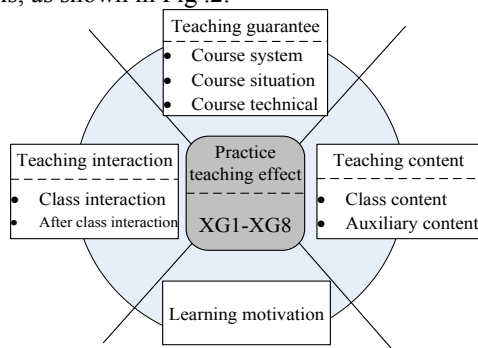 ns, as shown in Fig .2.
Teaching guarantee
• Course system
• Course situation
• Course technical
Teaching interaction
• Class interaction
• After class interaction
Practice
teaching effect
XG1-XG8
Teaching content
• Class content
• Auxiliary content
Learning motivation